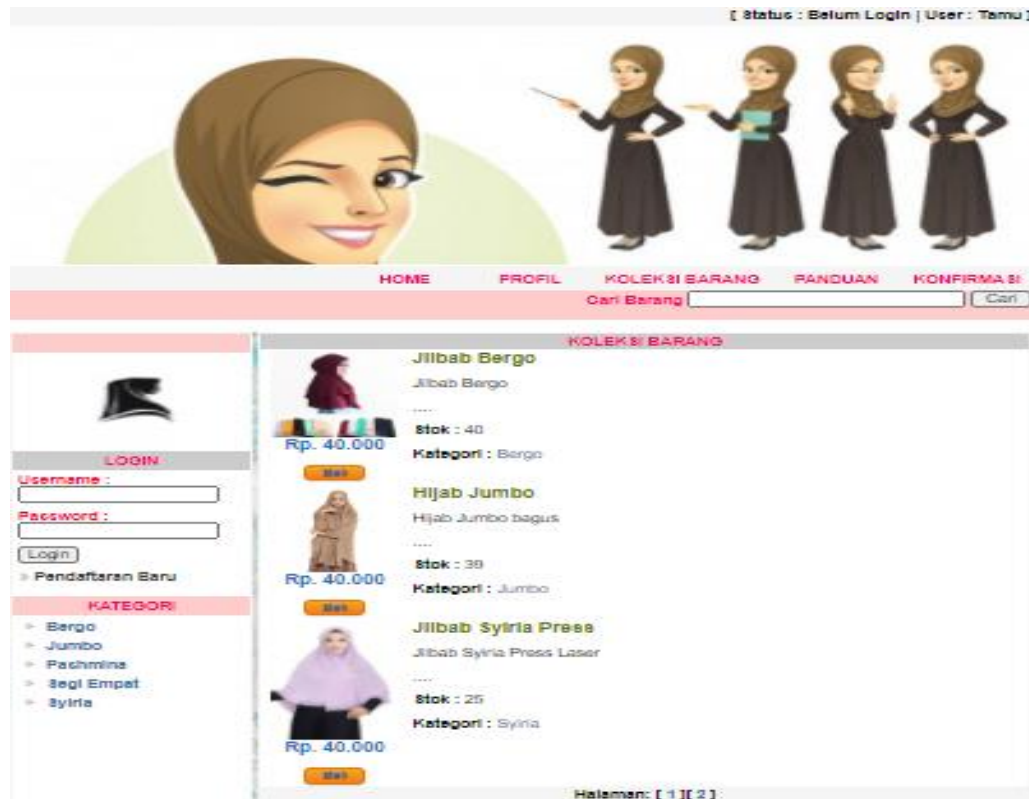 [ Status : Belum Login | User : Tamu ]
HOME PROFIL KOLEKSI BARANG PANDUAN KONFIRMASI
Cari Barang Cari
LOGIN
Username :
Password :
Login
Pendaftaran Baru
KATEGORI
Bergo
Jumbo
Pashmina
Segi Empat
Syiria
KOLEKSI BARANG
Jilbab Bergo
Jilbab Bergo
....
Stok : 40
Kategori : Bergo
Rp. 40.000
Beli
Hijab Jumbo
Hijab Jumbo bagus
....
Stok : 39
Kategori : Jumbo
Rp. 40.000
Beli
Jilbab Syiria Press
Jilbab Syiria Press Laser
....
Stok : 25
Kategori : Syiria
Rp. 40.000
Beli
Halaman: [ 1 ][ 2 ]